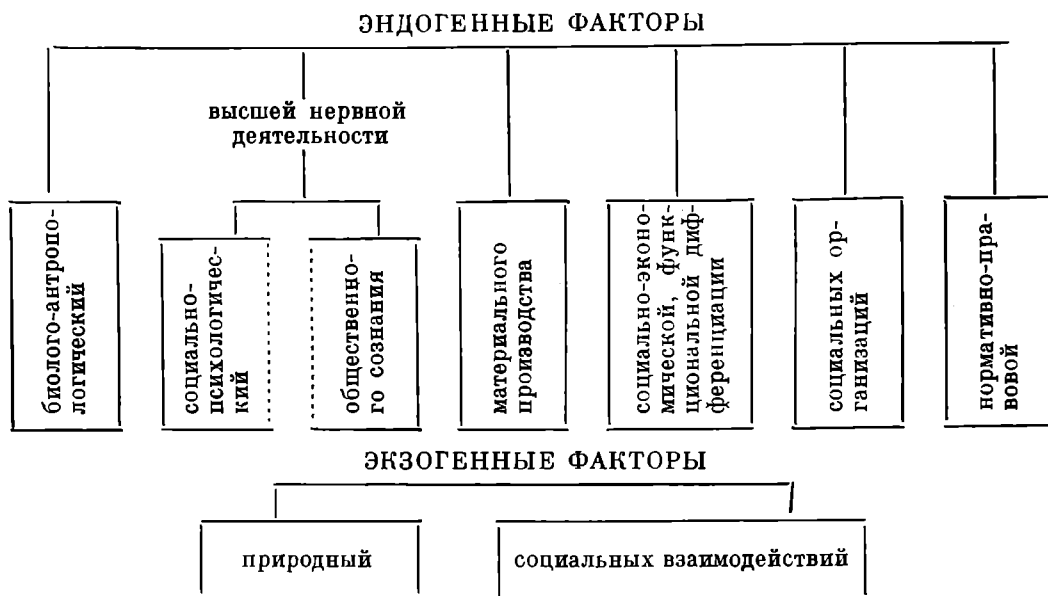 ЭНДОГЕННЫЕ ФАКТОРЫ
высшей нервной
деятельности
биолого-антропо-
логический
социально-
психологичес-
кий
общественно-
го сознания
материального
производства
социально-эконо-
мической, функ-
циональной диф-
ференциации
социальных ор-
ганизаций
нормативно-пра-
вовой
ЭКЗОГЕННЫЕ ФАКТОРЫ
природный
социальных взаимодействий